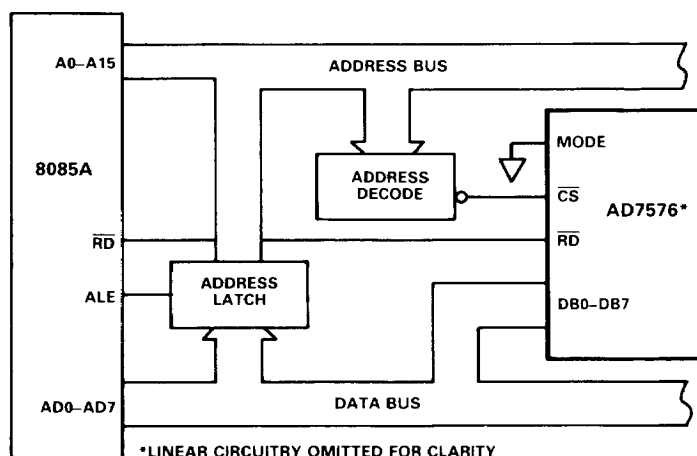 A0–A15
ADDRESS BUS
8085A
MODE
ADDRESS
DECODE
CS
AD7576*
RD
RD
ADDRESS
LATCH
ALE
DB0–DB7
AD0–AD7
DATA BUS
*LINEAR CIRCUITRY OMITTED FOR CLARITY